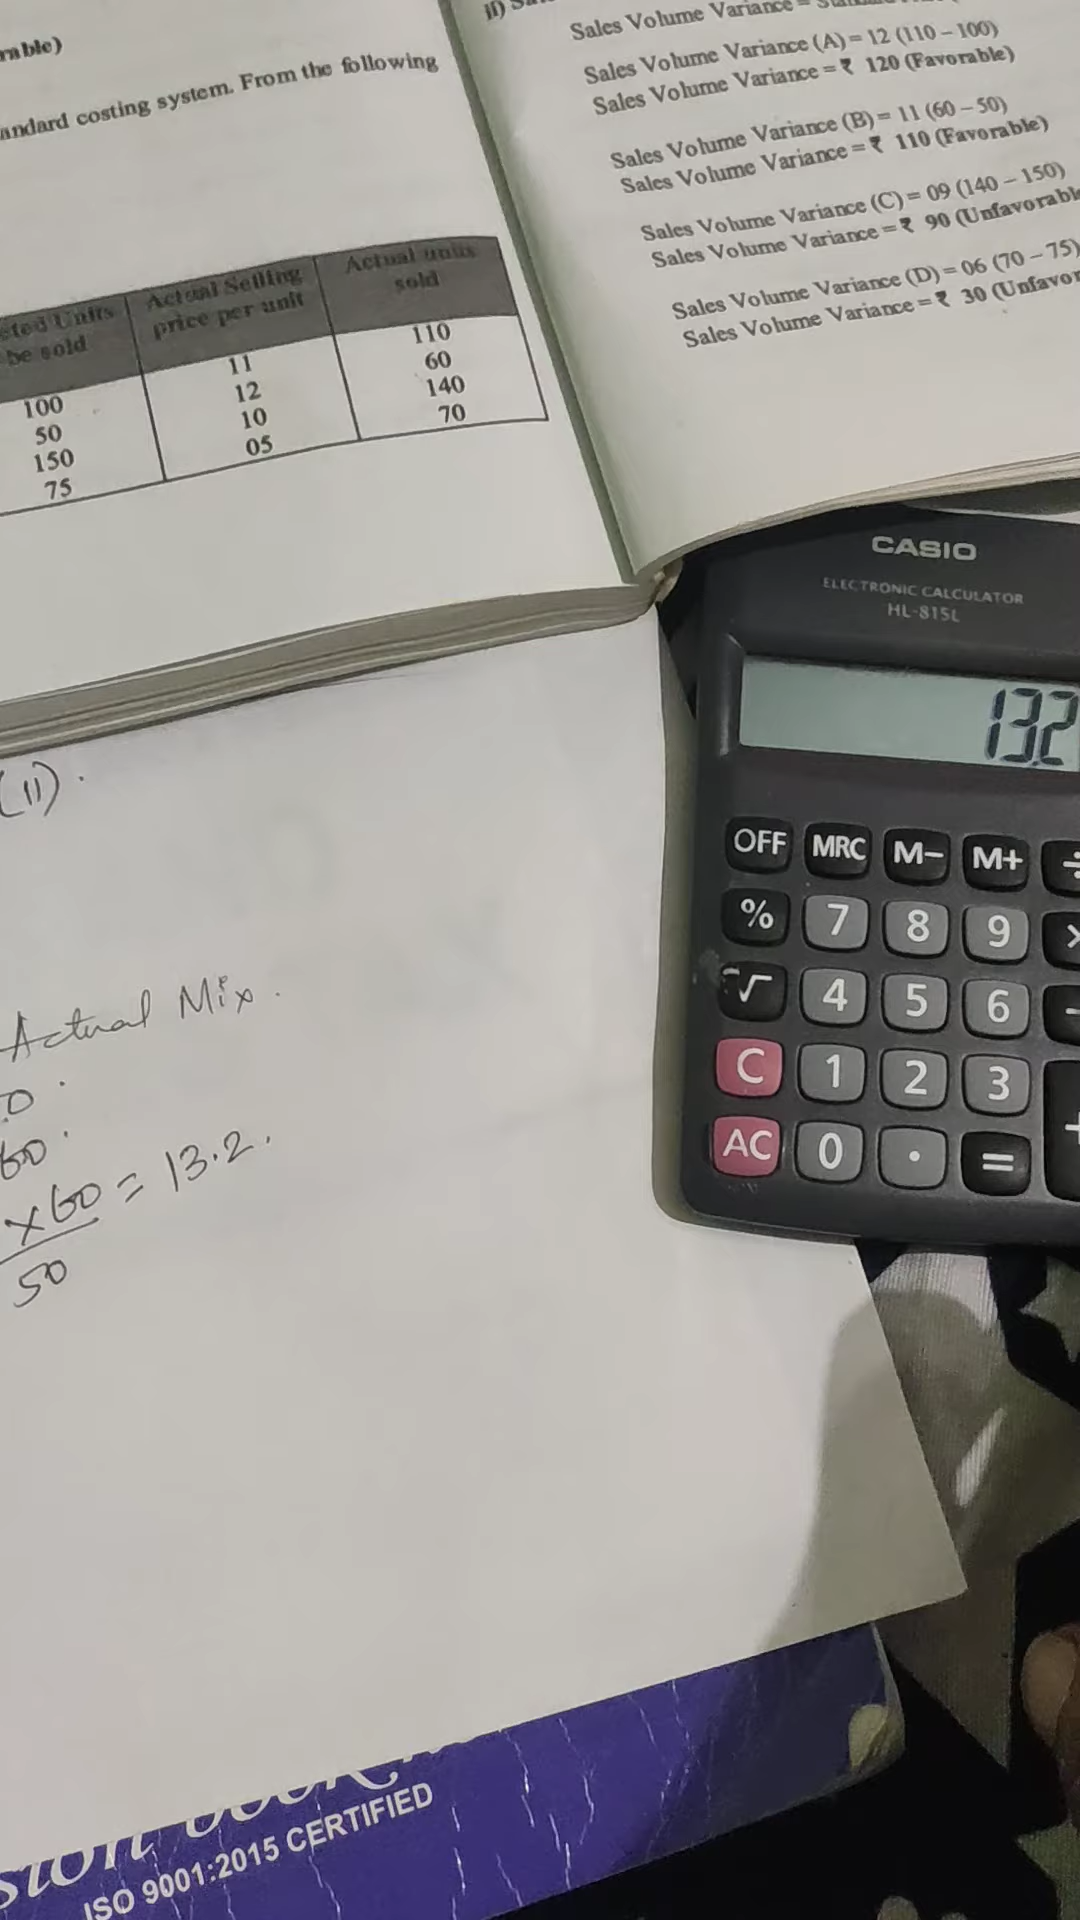 andard costing system. From the following
Units
be sold
Actual Selling
price per unit
Actual units
sold
100 11 110
50 12 60
150 10 140
75 05 70
ii)
Sales Volume Variance =
Sales Volume Variance (A) = 12 (110 – 100)
Sales Volume Variance = ₹ 120 (Favorable)
Sales Volume Variance (B) = 11 (60 – 50)
Sales Volume Variance = ₹ 110 (Favorable)
Sales Volume Variance (C) = 09 (140 – 150)
Sales Volume Variance = ₹ 90 (Unfavorabl
Sales Volume Variance (D) = 06 (70 – 75)
Sales Volume Variance = ₹ 30 (Unfavor
CASIO
ELECTRONIC CALCULATOR
HL-815L
13.2
OFF MRC M− M+ ÷
% 7 8 9 ×
√ 4 5 6 -
C 1 2 3
AC 0 . = +
(11).
Actual Mix.
60.
× 60 = 13.2.
50
ISO 9001:2015 CERTIFIED